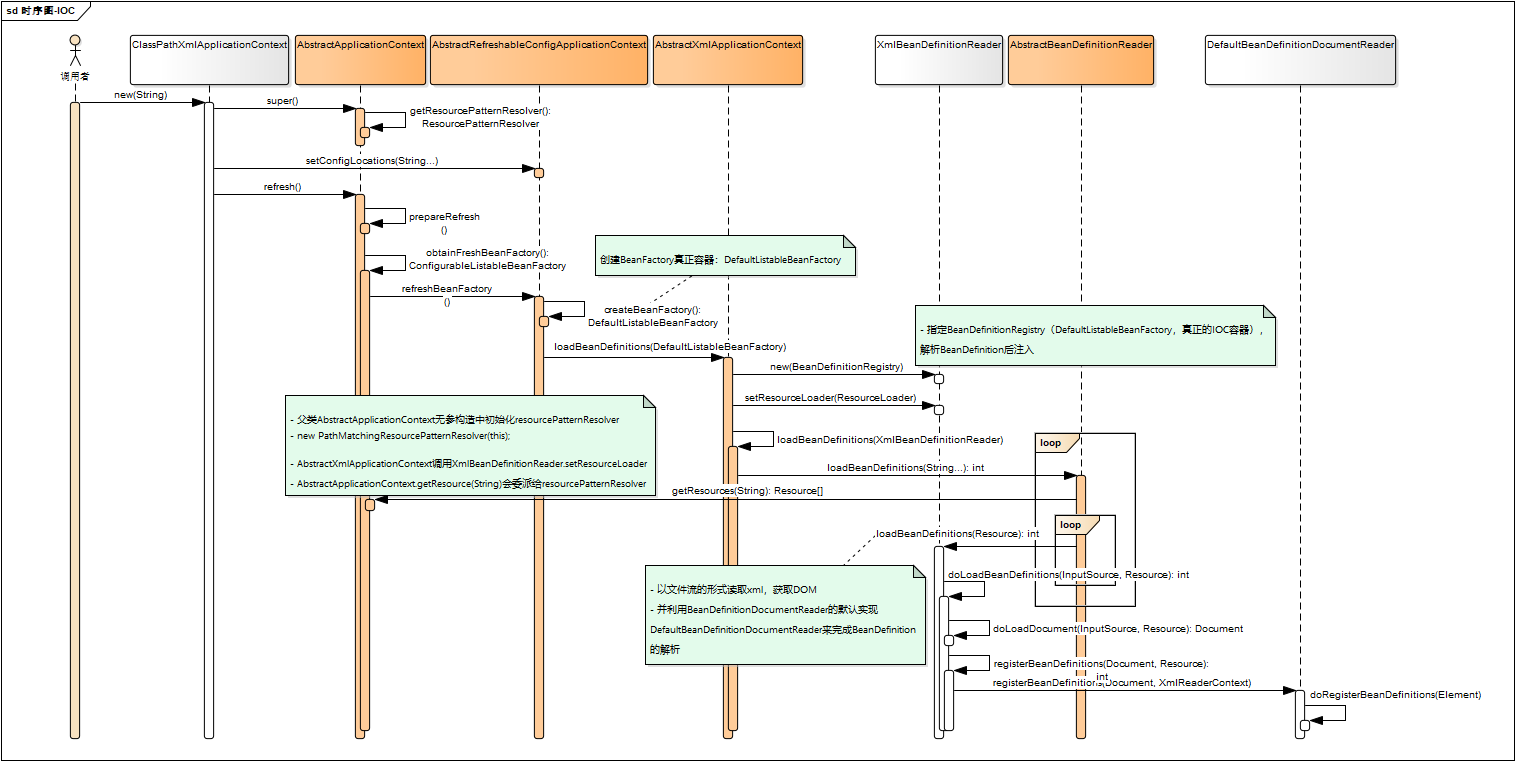 sd 时序图-IOC
调用者
ClassPathXmlApplicationContext
AbstractApplicationContext
AbstractRefreshableConfigApplicationContext
AbstractXmlApplicationContext
XmlBeanDefinitionReader
AbstractBeanDefinitionReader
DefaultBeanDefinitionDocumentReader
new(String)
super()
getResourcePatternResolver():
ResourcePatternResolver
setConfigLocations(String...)
refresh()
prepareRefresh
()
obtainFreshBeanFactory():
ConfigurableListableBeanFactory
创建BeanFactory真正容器：DefaultListableBeanFactory
refreshBeanFactory
()
createBeanFactory():
DefaultListableBeanFactory
- 指定BeanDefinitionRegistry（DefaultListableBeanFactory，真正的IOC容器），
解析BeanDefinition后注入
loadBeanDefinitions(DefaultListableBeanFactory)
new(BeanDefinitionRegistry)
setResourceLoader(ResourceLoader)
- 父类AbstractApplicationContext无参构造中初始化resourcePatternResolver
- new PathMatchingResourcePatternResolver(this);
- AbstractXmlApplicationContext调用XmlBeanDefinitionReader.setResourceLoader
- AbstractApplicationContext.getResource(String)会委派给resourcePatternResolver
loadBeanDefinitions(XmlBeanDefinitionReader)
loop
loadBeanDefinitions(String...): int
getResources(String): Resource[]
loop
loadBeanDefinitions(Resource): int
doLoadBeanDefinitions(InputSource, Resource): int
- 以文件流的形式读取xml，获取DOM
- 并利用BeanDefinitionDocumentReader的默认实现
DefaultBeanDefinitionDocumentReader来完成BeanDefinition
的解析
doLoadDocument(InputSource, Resource): Document
registerBeanDefinitions(Document, Resource):
int
registerBeanDefinitions(Document, XmlReaderContext)
doRegisterBeanDefinitions(Element)